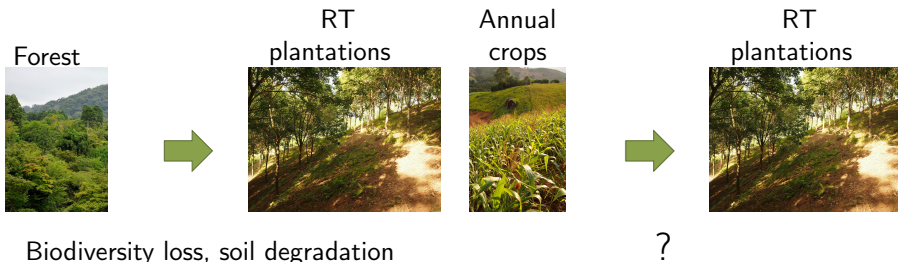 Forest
RT
plantations
Annual
crops
RT
plantations
Biodiversity loss, soil degradation
?